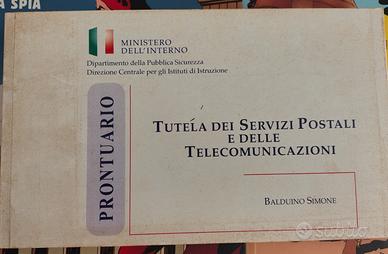 A SPIA
MINISTERO
DELL'INTERNO
Dipartimento della Pubblica Sicurezza
Direzione Centrale per gli Istituti di Istruzione
PRONTUARIO
TUTELA DEI SERVIZI POSTALI
E DELLE
TELECOMUNICAZIONI
BALDUINO SIMONE
subito